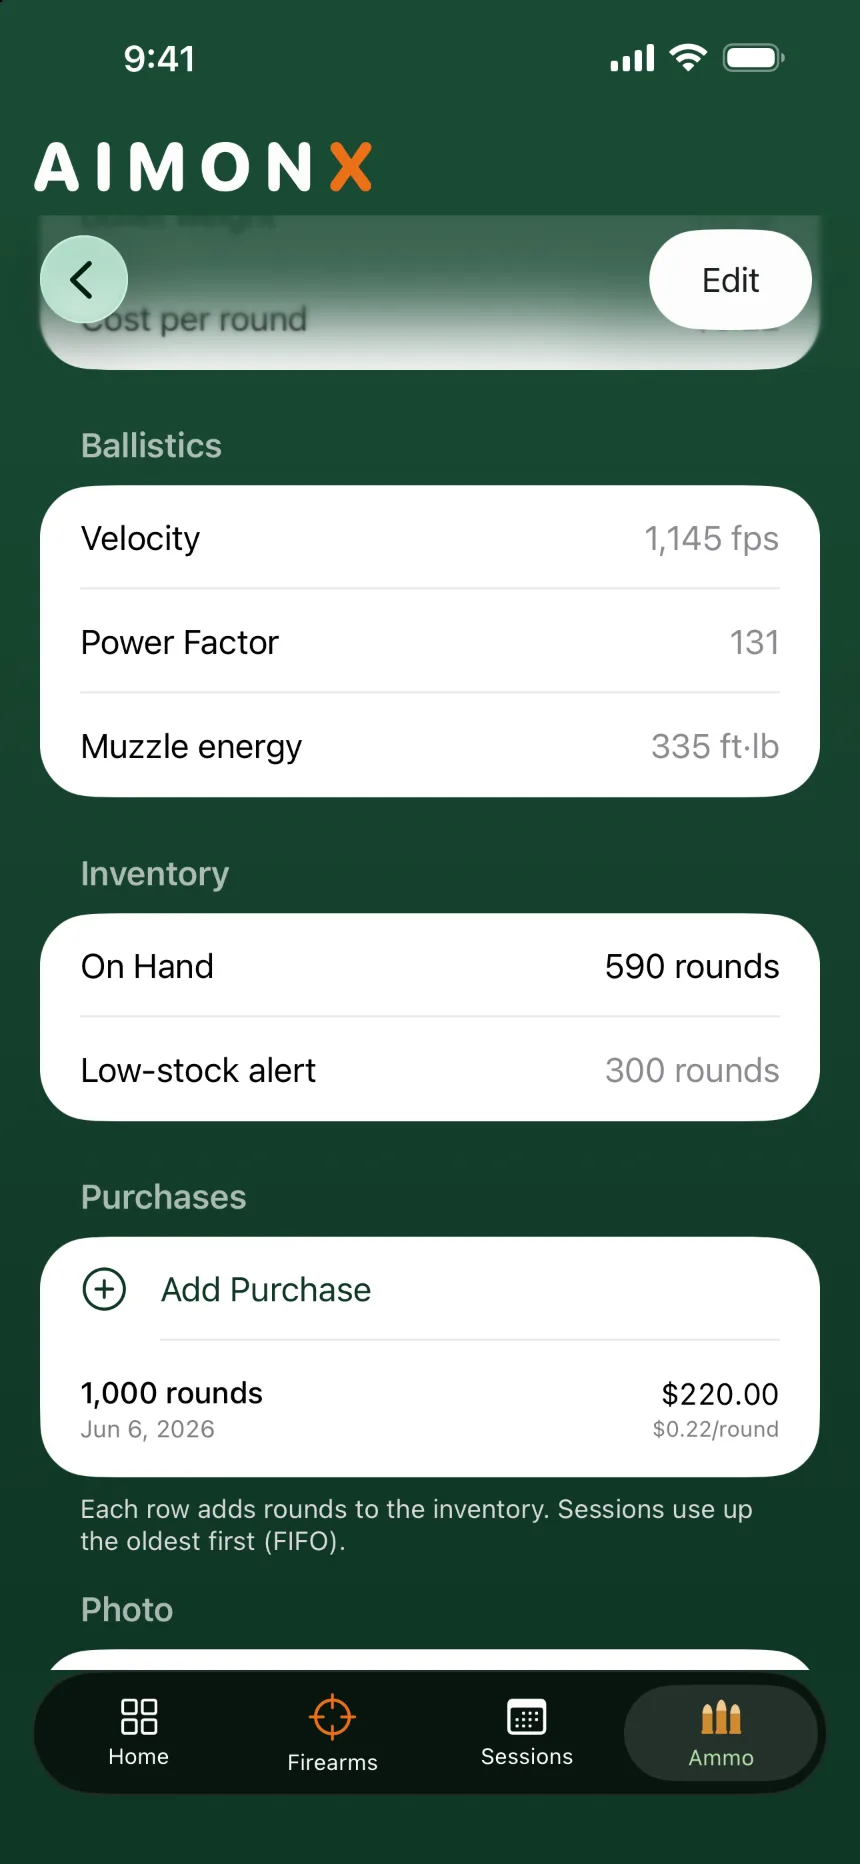 9:41
AIMONX
Edit
Cost per round
Ballistics
Velocity 1,145 fps
Power Factor 131
Muzzle energy 335 ft·lb
Inventory
On Hand 590 rounds
Low-stock alert 300 rounds
Purchases
Add Purchase
1,000 rounds $220.00
Jun 6, 2026 $0.22/round
Each row adds rounds to the inventory. Sessions use up
the oldest first (FIFO).
Photo
Home Firearms Sessions Ammo